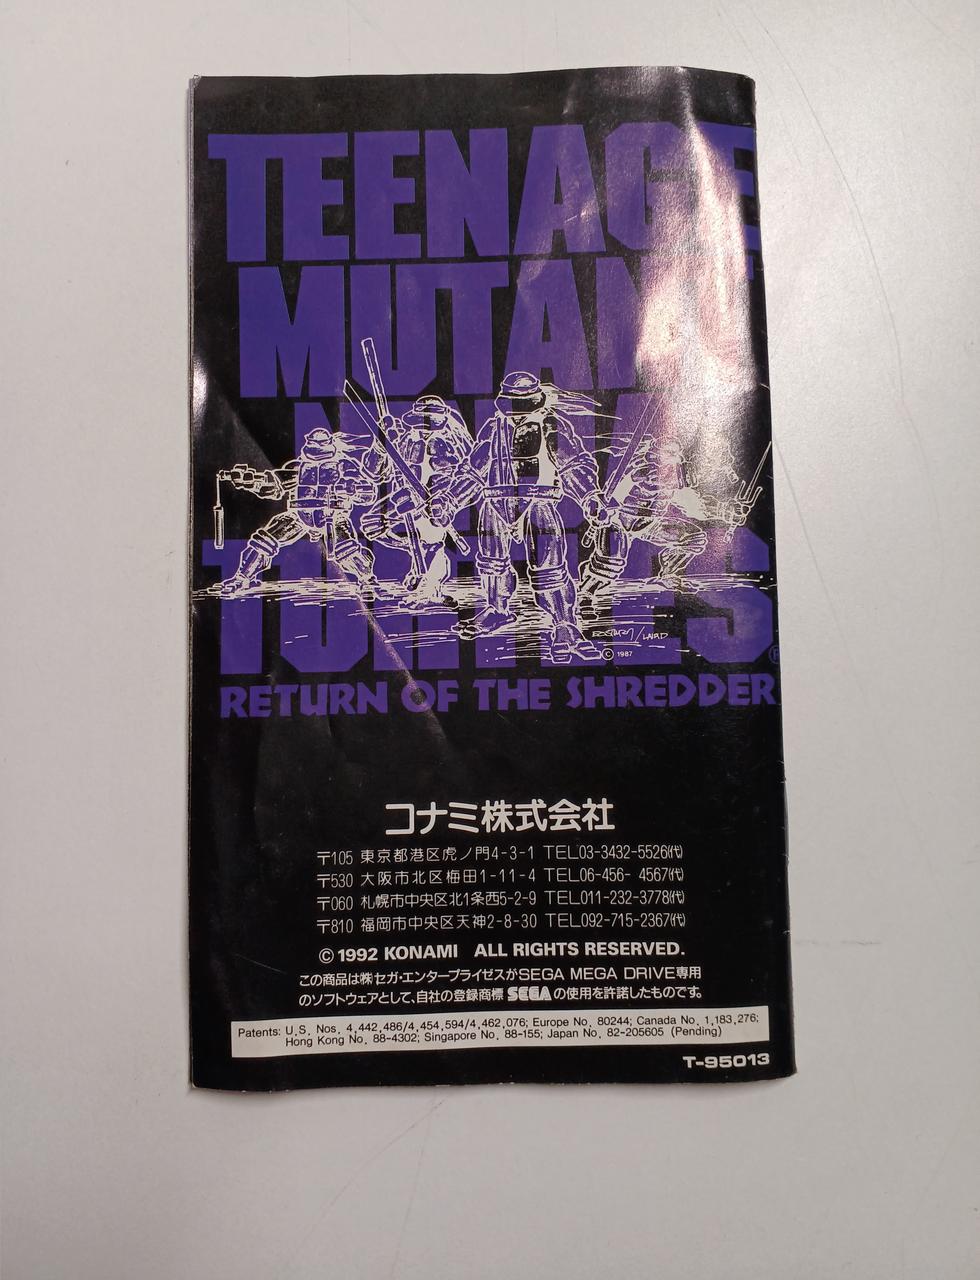 TEENAGE
MUTANT
NINJA
TURTLES®
RETURN OF THE SHREDDER
EASTMAN / LAIRD
© 1987
コナミ株式会社
〒105 東京都港区虎ノ門4-3-1 TEL03-3432-5526㈹
〒530 大阪市北区梅田1-11-4 TEL06-456- 4567㈹
〒060 札幌市中央区北1条西5-2-9 TEL011-232-3778㈹
〒810 福岡市中央区天神2-8-30 TEL092-715-2367㈹
© 1992 KONAMI ALL RIGHTS RESERVED.
この商品は㈱セガ・エンタープライゼスがSEGA MEGA DRIVE専用
のソフトウェアとして、自社の登録商標 SEGA の使用を許諾したものです。
Patents: U.S. Nos. 4,442,486/4,454,594/4,462,076; Europe No. 80244; Canada No. 1,183,276;
Hong Kong No. 88-4302; Singapore No. 88-155; Japan No. 82-205605 (Pending)
T-95013